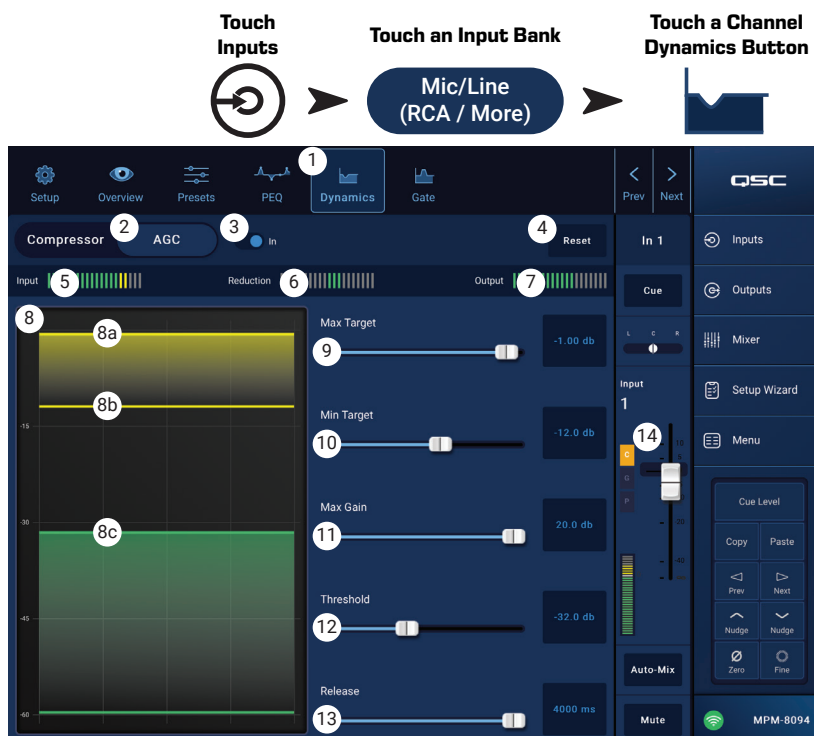 Touch
Inputs
Touch an Input Bank
Touch a Channel
Dynamics Button
Mic/Line
(RCA / More)
1
Setup
Overview
Presets
PEQ
Dynamics
Gate
Prev
Next
QSC
Compressor
2
AGC
3
In
4
Reset
In 1
Inputs
Input
5
Reduction
6
Output
7
Cue
Outputs
8
8a
8b
-15
-30
8c
-45
-60
Max Target
9
-1.00 db
Min Target
10
-12.0 db
Max Gain
11
20.0 db
Threshold
12
-32.0 db
Release
13
4000 ms
L C R
Input
1
14
10
-5
C
G
P
-20
-40
Auto-Mix
Mute
Mixer
Setup Wizard
Menu
Cue Level
Copy
Paste
Prev
Next
Nudge
Nudge
Zero
Fine
MPM-8094